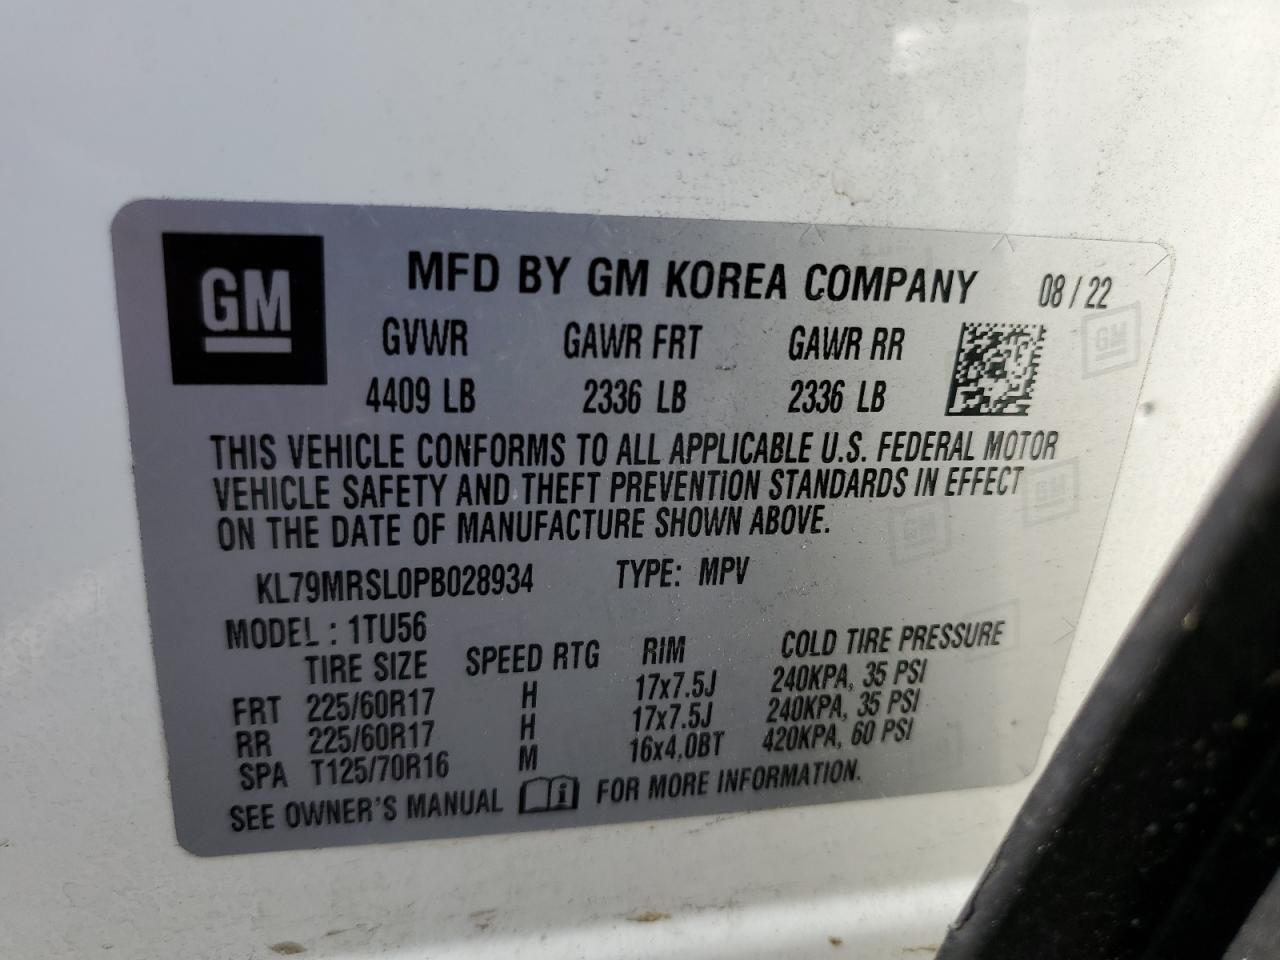 GM
MFD BY GM KOREA COMPANY 08 / 22
GVWR GAWR FRT GAWR RR
4409 LB 2336 LB 2336 LB
THIS VEHICLE CONFORMS TO ALL APPLICABLE U.S. FEDERAL MOTOR
VEHICLE SAFETY AND THEFT PREVENTION STANDARDS IN EFFECT
ON THE DATE OF MANUFACTURE SHOWN ABOVE.
KL79MRSL0PB028934 TYPE: MPV
MODEL : 1TU56
TIRE SIZE SPEED RTG RIM COLD TIRE PRESSURE
FRT 225/60R17 H 17x7.5J 240KPA, 35 PSI
RR 225/60R17 H 17x7.5J 240KPA, 35 PSI
SPA T125/70R16 M 16x4.0BT 420KPA, 60 PSI
SEE OWNER'S MANUAL FOR MORE INFORMATION.